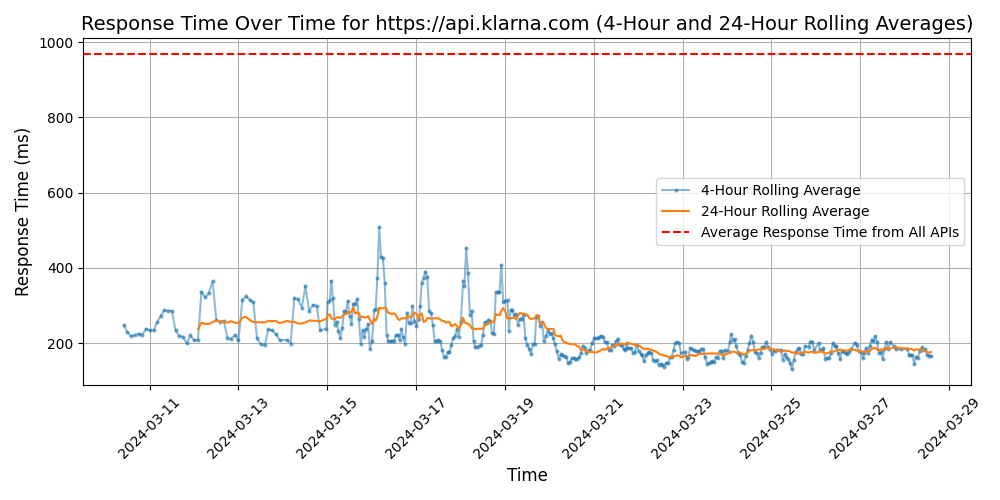 Response Time Over Time for https://api.klarna.com (4-Hour and 24-Hour Rolling Averages)
Response Time (ms)
1000
800
600
400
200
4-Hour Rolling Average
24-Hour Rolling Average
Average Response Time from All APIs
2024-03-11
2024-03-13
2024-03-15
2024-03-17
2024-03-19
2024-03-21
2024-03-23
2024-03-25
2024-03-27
2024-03-29
Time